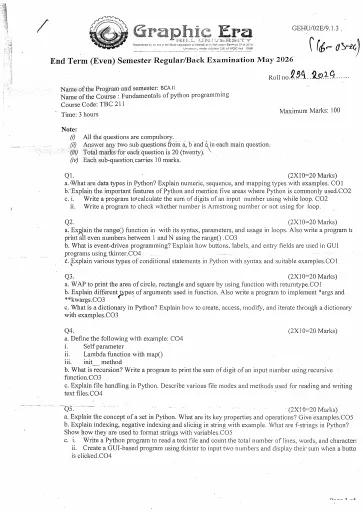 GEHU/02E/9.1.3
Graphic Era
HILL UNIVERSITY
End Term (Even) Semester Regular/Back Examination May 2026
Roll no.
Name of the Program and semester: BCA II
Name of the Course : Fundamentals of python programming
Course Code: TBC 211
Maximum Marks: 100
Time: 3 hours
Note:
(i) All the questions are compulsory.
(ii) Answer any two sub questions from a, b and c in each main question.
(iii) Total marks for each question is 20 (twenty).
(iv) Each sub-question carries 10 marks.
Q1. (2X10=20 Marks)
a. What are data types in Python? Explain numeric, sequence, and mapping types with examples. CO1
b. Explain the important features of Python and mention five areas where Python is commonly used.CO2
c. i. Write a program to calculate the sum of digits of an input number using while loop. CO2
ii. Write a program to check whether number is Armstrong number or not using for loop.
Q2. (2X10=20 Marks)
a. Explain the range() function in with its syntax, parameters, and usage in loops. Also write a program to
print all even numbers between 1 and N using the range() CO3
b. What is event-driven programming? Explain how buttons, labels, and entry fields are used in GUI
programs using tkinter.CO4
c. Explain various types of conditional statements in Python with syntax and suitable examples.CO1
Q3. (2X10=20 Marks)
a. WAP to print the area of circle, rectangle and square by using function with returntype.CO1
b. Explain different types of arguments used in function. Also write a program to implement *args and
**kwargs.CO3
c. What is a dictionary in Python? Explain how to create, access, modify, and iterate through a dictionary
with examples.CO3
Q4. (2X10=20 Marks)
a. Define the following with example: CO4
i. Self parameter
ii. Lambda function with map()
iii. init__ method
b. What is recursion? Write a program to print the sum of digit of an input number using recursive
function.CO3
c. Explain file handling in Python. Describe various file modes and methods used for reading and writing
text files.CO4
Q5. (2X10=20 Marks)
a. Explain the concept of a set in Python. What are its key properties and operations? Give examples.CO5
b. Explain indexing, negative indexing and slicing in string with example. What are f-strings in Python?
Show how they are used to format strings with variables.CO5
c. i. Write a Python program to read a text file and count the total number of lines, words, and character
ii. Create a GUI-based program using tkinter to input two numbers and display their sum when a butto
is clicked.CO4